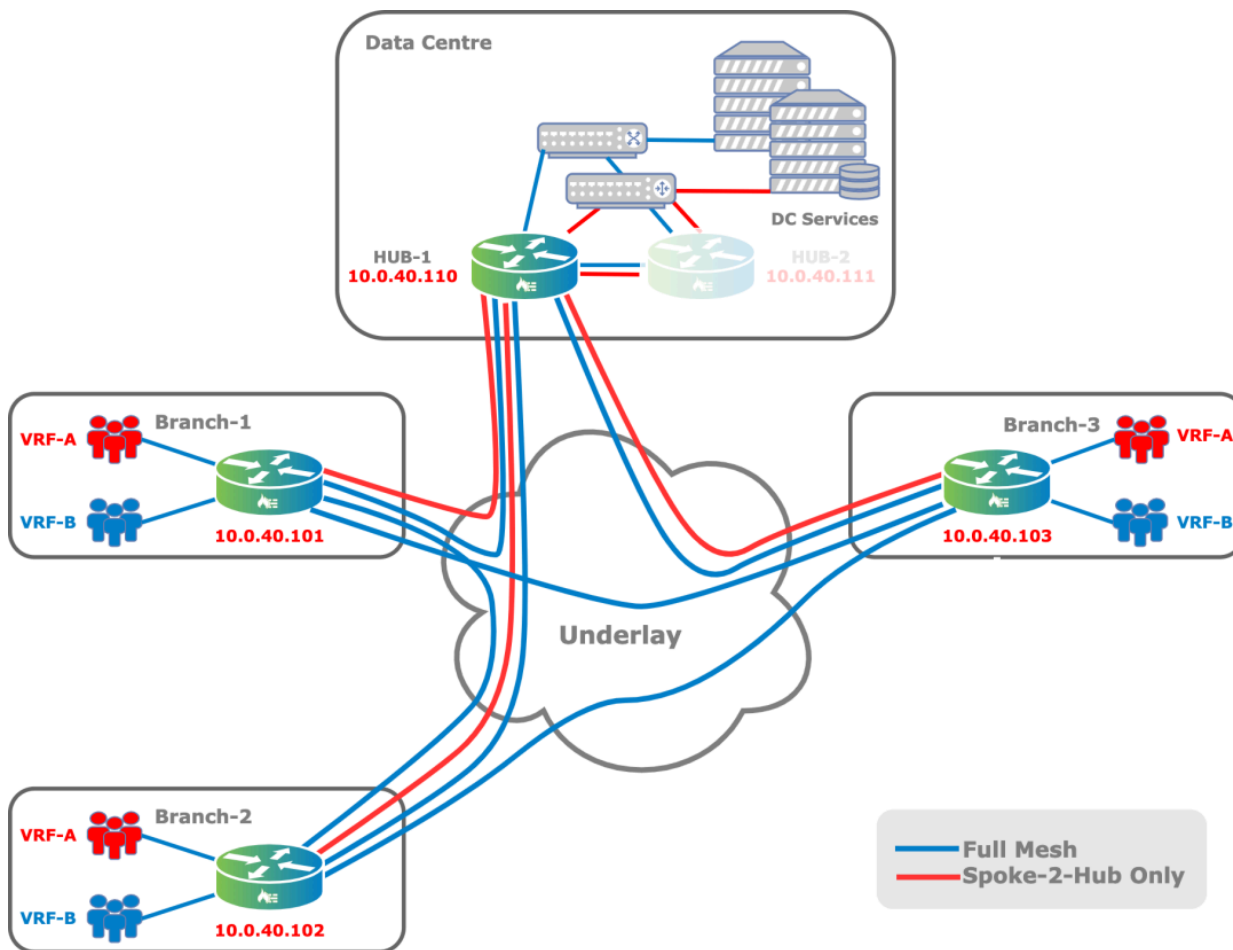 Data Centre
DC Services
HUB-1
10.0.40.110
HUB-2
10.0.40.111
Branch-1
VRF-A
VRF-B
10.0.40.101
Branch-3
VRF-A
VRF-B
10.0.40.103
Underlay
Branch-2
VRF-A
VRF-B
10.0.40.102
Full Mesh
Spoke-2-Hub Only